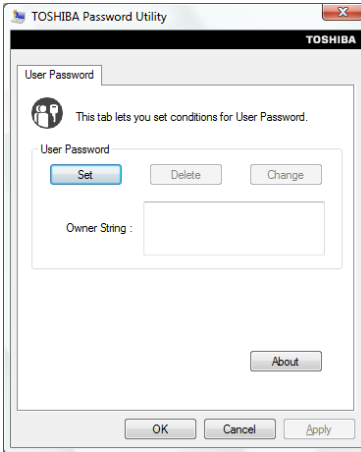 TOSHIBA Password Utility
TOSHIBA
User Password
This tab lets you set conditions for User Password.
User Password
Set Delete Change
Owner String :
About
OK Cancel Apply